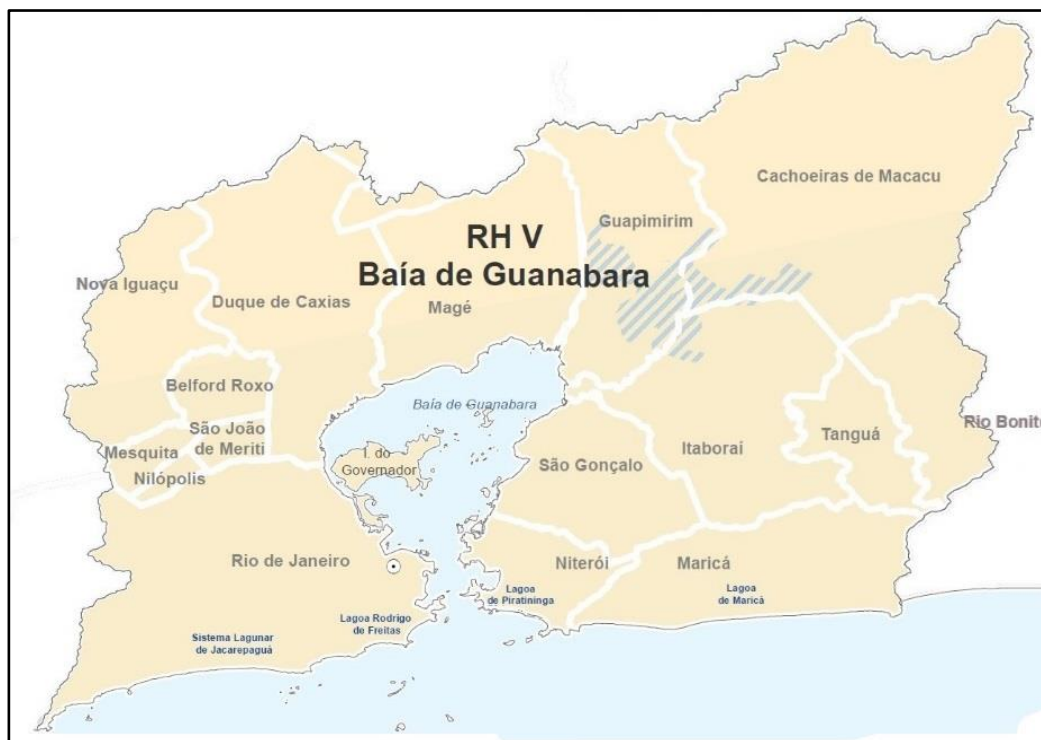 Cachoeiras de Macacu
Guapimirim
RH V
Baía de Guanabara
Nova Iguaçu
Duque de Caxias
Magé
Belford Roxo
Baía de Guanabara
São João
de Meriti
Mesquita
Nilópolis
I. do
Governador
São Gonçalo
Itaboraí
Tanguá
Rio Bonit
Rio de Janeiro
Niterói
Maricá
Lagoa
de Piratininga
Lagoa
de Maricá
Lagoa Rodrigo
de Freitas
Sistema Lagunar
de Jacarepaguá